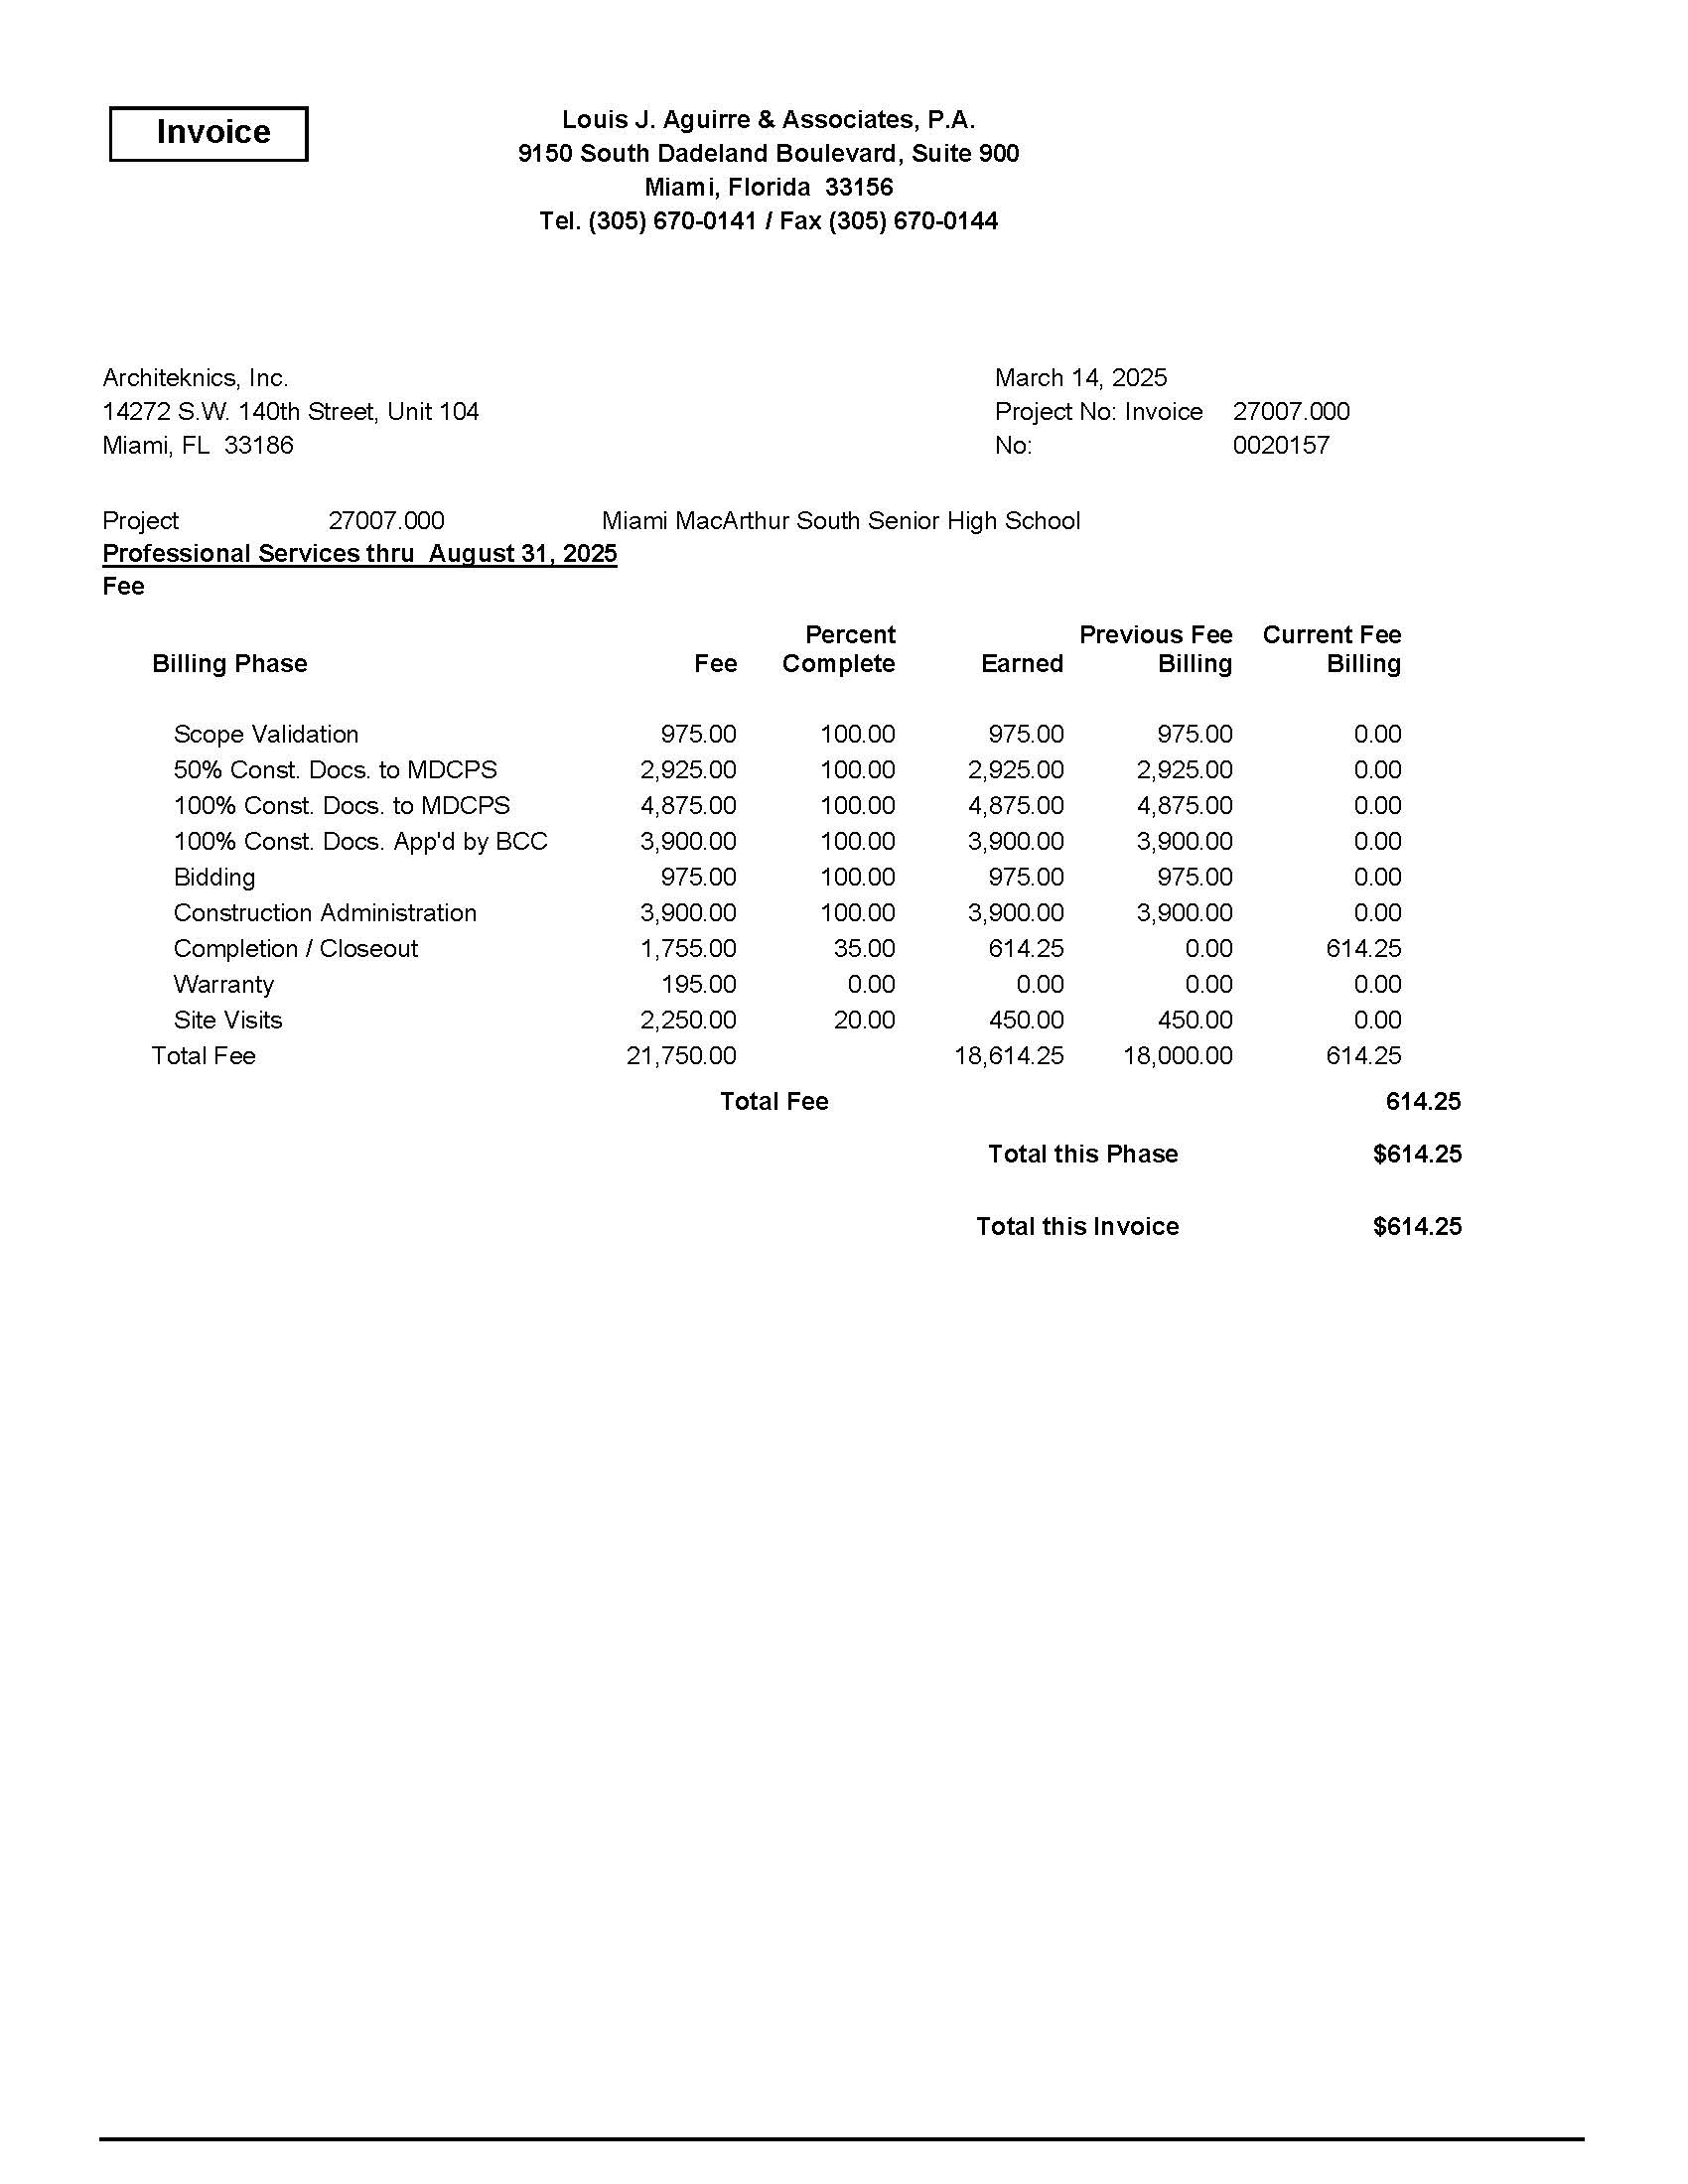 Invoice
Louis J. Aguirre & Associates, P.A.
9150 South Dadeland Boulevard, Suite 900
Miami, Florida 33156
Tel. (305) 670-0141 / Fax (305) 670-0144
Architeknics, Inc.
14272 S.W. 140th Street, Unit 104
Miami, FL 33186
March 14, 2025
Project No: Invoice 27007.000
No: 0020157
Project 27007.000 Miami MacArthur South Senior High School
Professional Services thru August 31, 2025
Fee
Percent Previous Fee Current Fee
Billing Phase Fee Complete Earned Billing Billing
Scope Validation 975.00 100.00 975.00 975.00 0.00
50% Const. Docs. to MDCPS 2,925.00 100.00 2,925.00 2,925.00 0.00
100% Const. Docs. to MDCPS 4,875.00 100.00 4,875.00 4,875.00 0.00
100% Const. Docs. App'd by BCC 3,900.00 100.00 3,900.00 3,900.00 0.00
Bidding 975.00 100.00 975.00 975.00 0.00
Construction Administration 3,900.00 100.00 3,900.00 3,900.00 0.00
Completion / Closeout 1,755.00 35.00 614.25 0.00 614.25
Warranty 195.00 0.00 0.00 0.00 0.00
Site Visits 2,250.00 20.00 450.00 450.00 0.00
Total Fee 21,750.00 18,614.25 18,000.00 614.25
Total Fee 614.25
Total this Phase $614.25
Total this Invoice $614.25